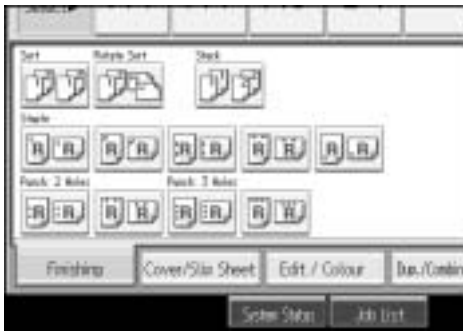 Sort Rotate Sort Stack
Staple
Punch: 2 Holes Punch: 3 Holes
Finishing Cover/Slip Sheet Edit / Colour Dup./Combine
System Status Job List